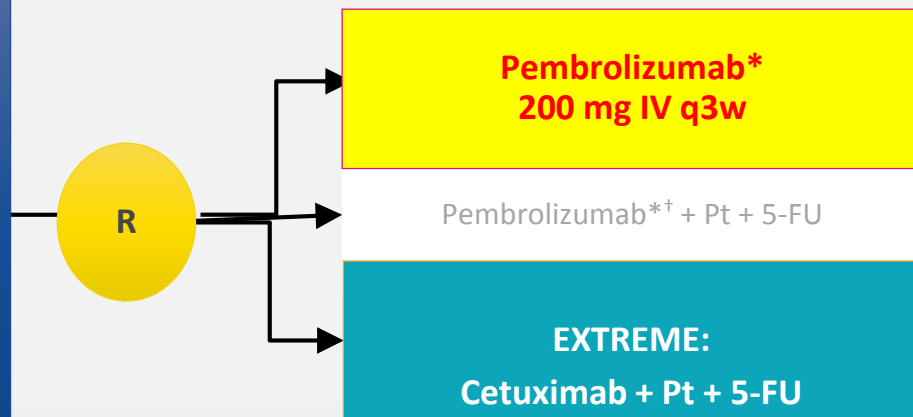 Pembrolizumab*
200 mg IV q3w
R
Pembrolizumab*† + Pt + 5-FU
EXTREME:
Cetuximab + Pt + 5-FU